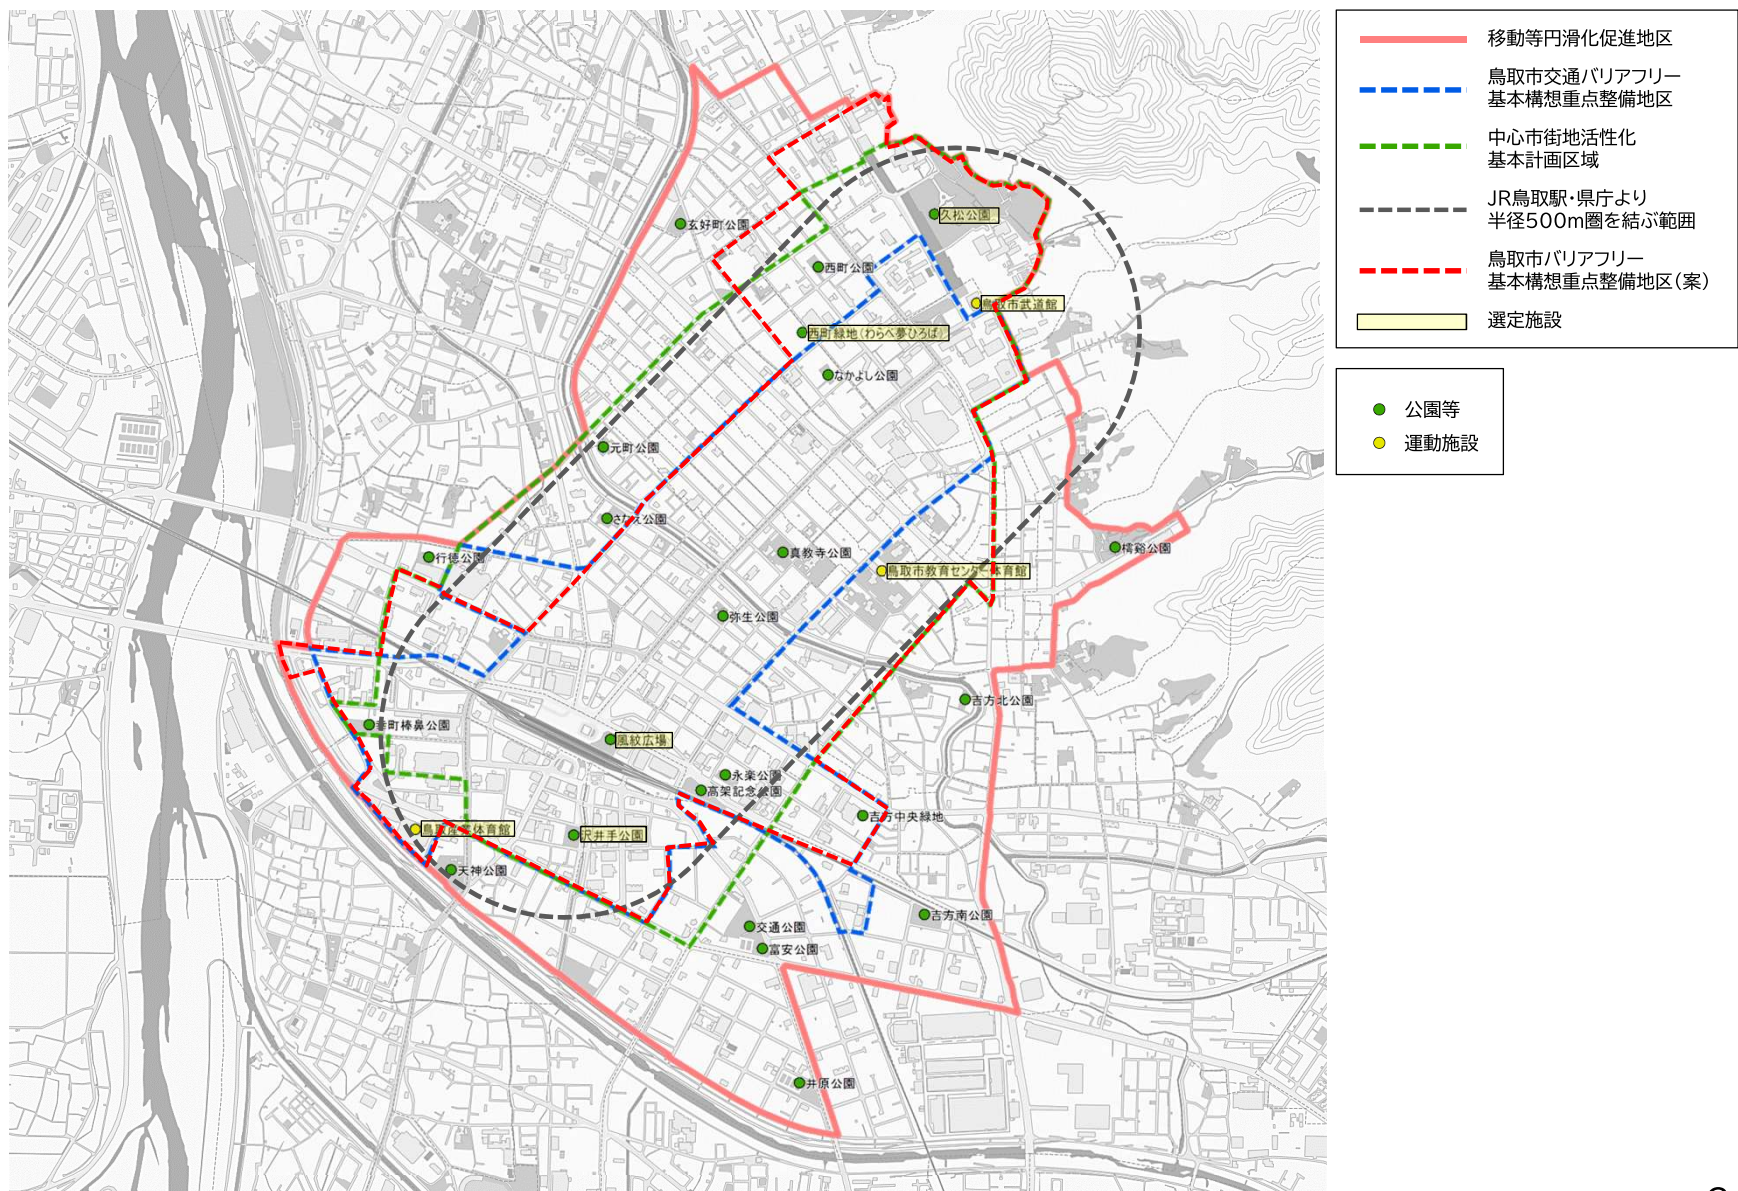 移動等円滑化促進地区
鳥取市交通バリアフリー
基本構想重点整備地区
中心市街地活性化
基本計画区域
JR鳥取駅・県庁より
半径500m圏を結ぶ範囲
鳥取市バリアフリー
基本構想重点整備地区(案)
選定施設
公園等
運動施設
久松公園
玄好町公園
西町公園
鳥取市武道館
西町緑地(わらべ夢ひろば)
なかよし公園
元町公園
さかえ公園
真教寺公園
樗谿公園
行徳公園
鳥取市教育センター体育館
弥生公園
吉方北公園
幸町棒鼻公園
風紋広場
永楽公園
高架記念公園
吉方中央緑地
鳥取産業体育館
沢井手公園
天神公園
吉方南公園
交通公園
富安公園
井原公園